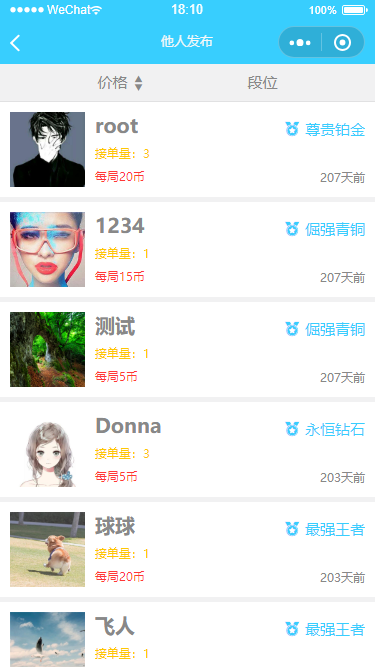 WeChat 18:10 100%
他人发布
价格 段位
root 尊贵铂金
接单量：3
每局20币 207天前
1234 倔强青铜
接单量：1
每局15币 207天前
测试 倔强青铜
接单量：1
每局5币 207天前
Donna 永恒钻石
接单量：3
每局5币 203天前
球球 最强王者
接单量：1
每局20币 203天前
飞人 最强王者
接单量：1